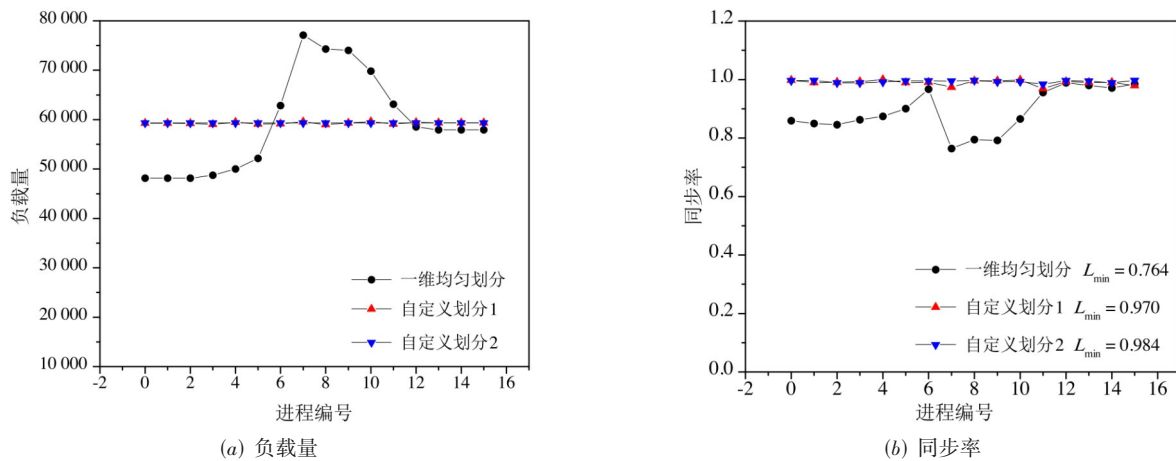 80 000
70 000
60 000
50 000
40 000
30 000
20 000
10 000
负载量
一维均匀划分
自定义划分1
自定义划分2
-2 0 2 4 6 8 10 12 14 16
进程编号
(a) 负载量
1.2
1.0
0.8
0.6
0.4
0.2
0.0
同步率
一维均匀划分 Lmin = 0.764
自定义划分1 Lmin = 0.970
自定义划分2 Lmin = 0.984
-2 0 2 4 6 8 10 12 14 16
进程编号
(b) 同步率